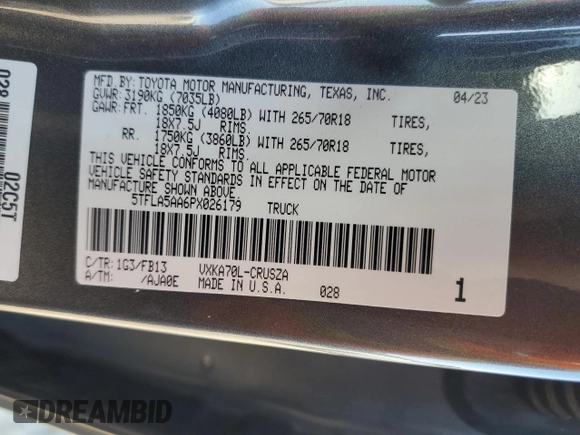 MFD.BY:TOYOTA MOTOR MANUFACTURING, TEXAS, INC. 04/23
GVWR:3190KG (7035LB)
GAWR:FRT. 1850KG (4080LB) WITH 265/70R18 TIRES,
18X7.5J RIMS.
RR. 1750KG (3860LB) WITH 265/70R18 TIRES,
18X7.5J RIMS.
THIS VEHICLE CONFORMS TO ALL APPLICABLE FEDERAL MOTOR
VEHICLE SAFETY STANDARDS IN EFFECT ON THE DATE OF
MANUFACTURE SHOWN ABOVE.
5TFLA5AA6PX026179 TRUCK
C/TR:1G3/FB13 VXKA70L-CRUSZA
A/TM: /AJA0E MADE IN U.S.A. 028 1
028 02C5T
DREAMBID